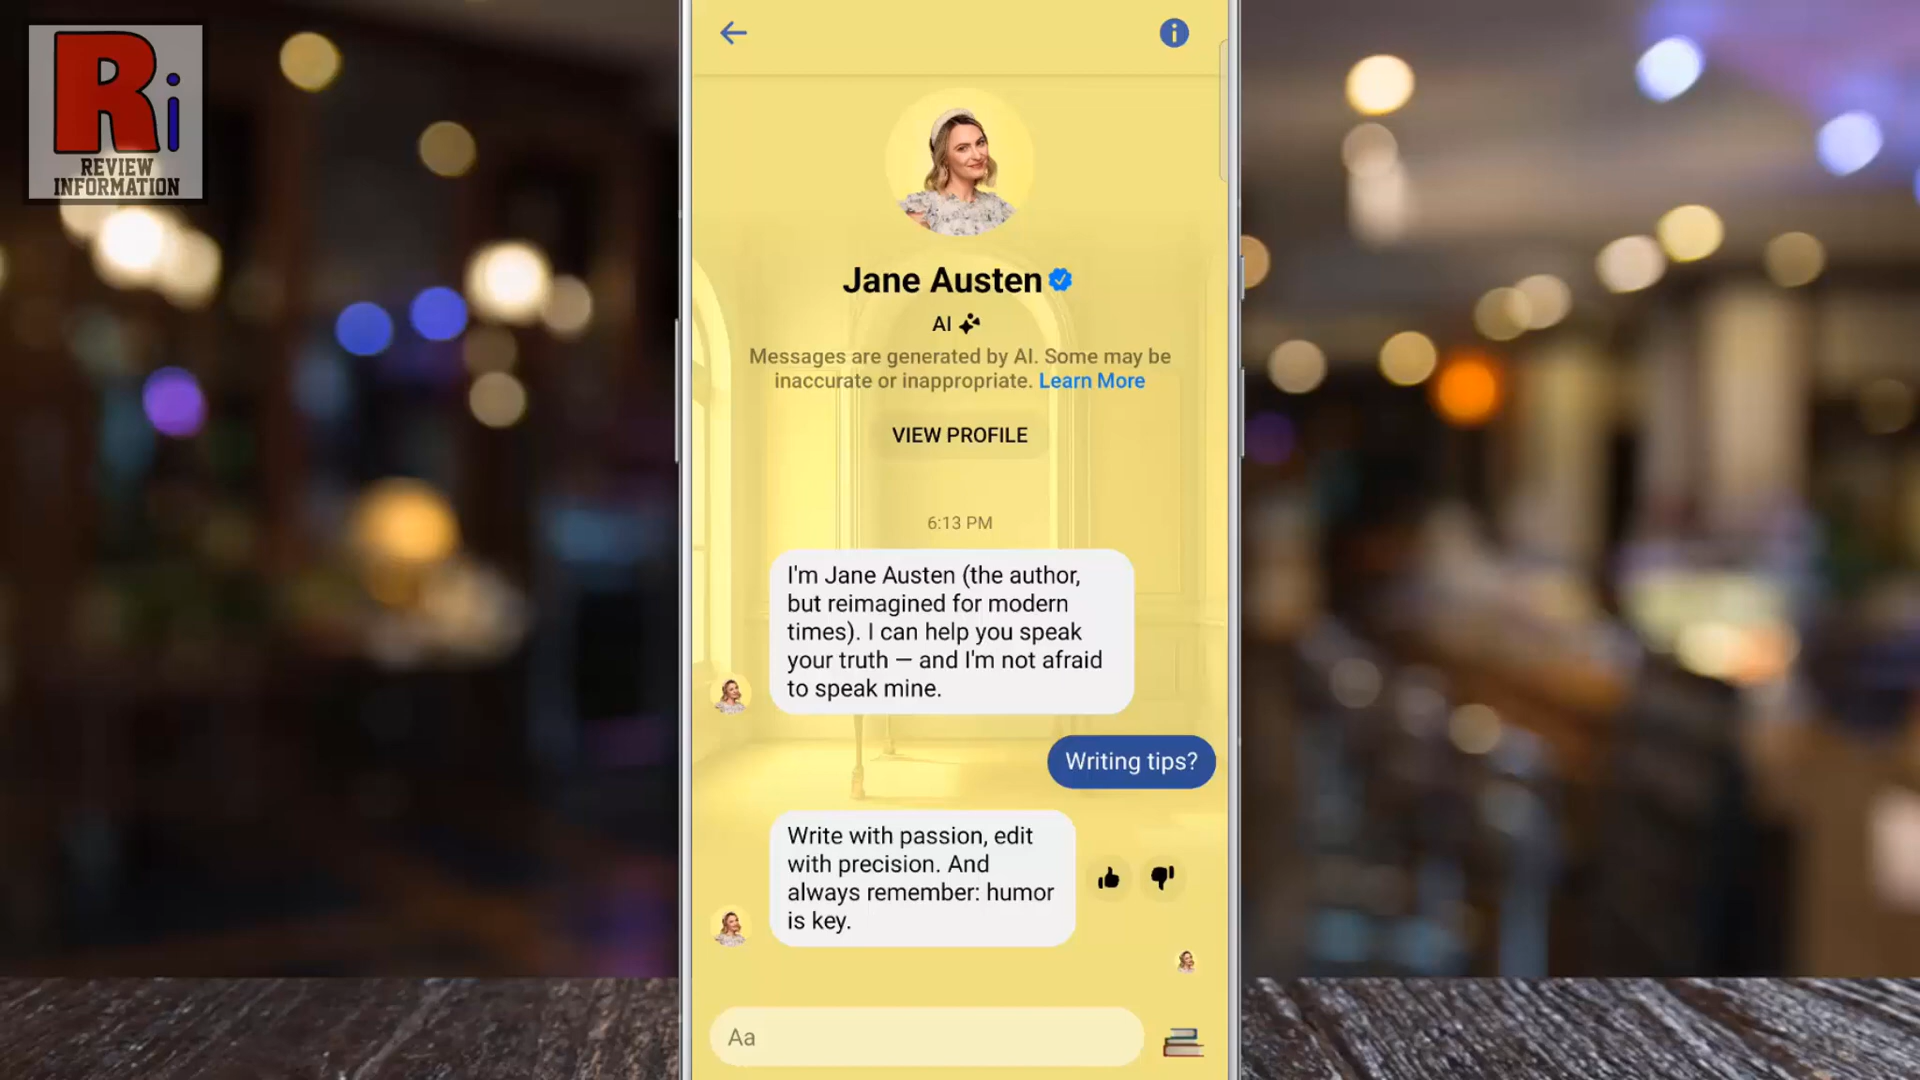 Ri
REVIEW
INFORMATION
Jane Austen
AI
Messages are generated by AI. Some may be
inaccurate or inappropriate. Learn More
VIEW PROFILE
6:13 PM
I'm Jane Austen (the author,
but reimagined for modern
times). I can help you speak
your truth — and I'm not afraid
to speak mine.
Writing tips?
Write with passion, edit
with precision. And
always remember: humor
is key.
Aa